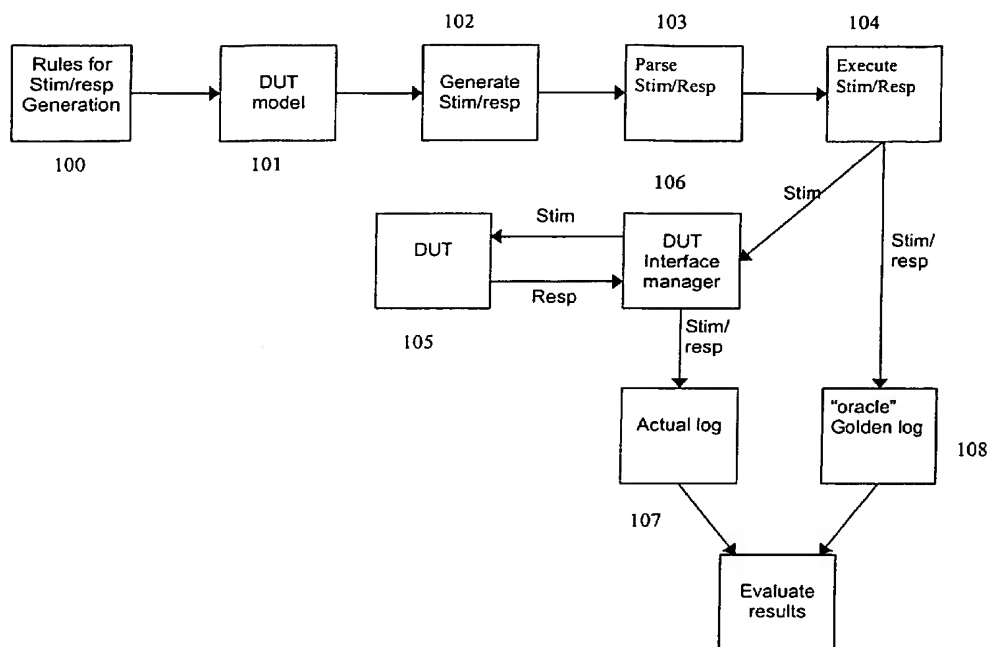 102
103
104
Rules for
Stim/resp
Generation
DUT
model
Generate
Stim/resp
Parse
Stim/Resp
Execute
Stim/Resp
100
101
106
Stim
Stim
DUT
DUT
Interface
manager
Stim/
resp
Resp
105
Stim/
resp
Actual log
"oracle"
Golden log
108
107
Evaluate
results